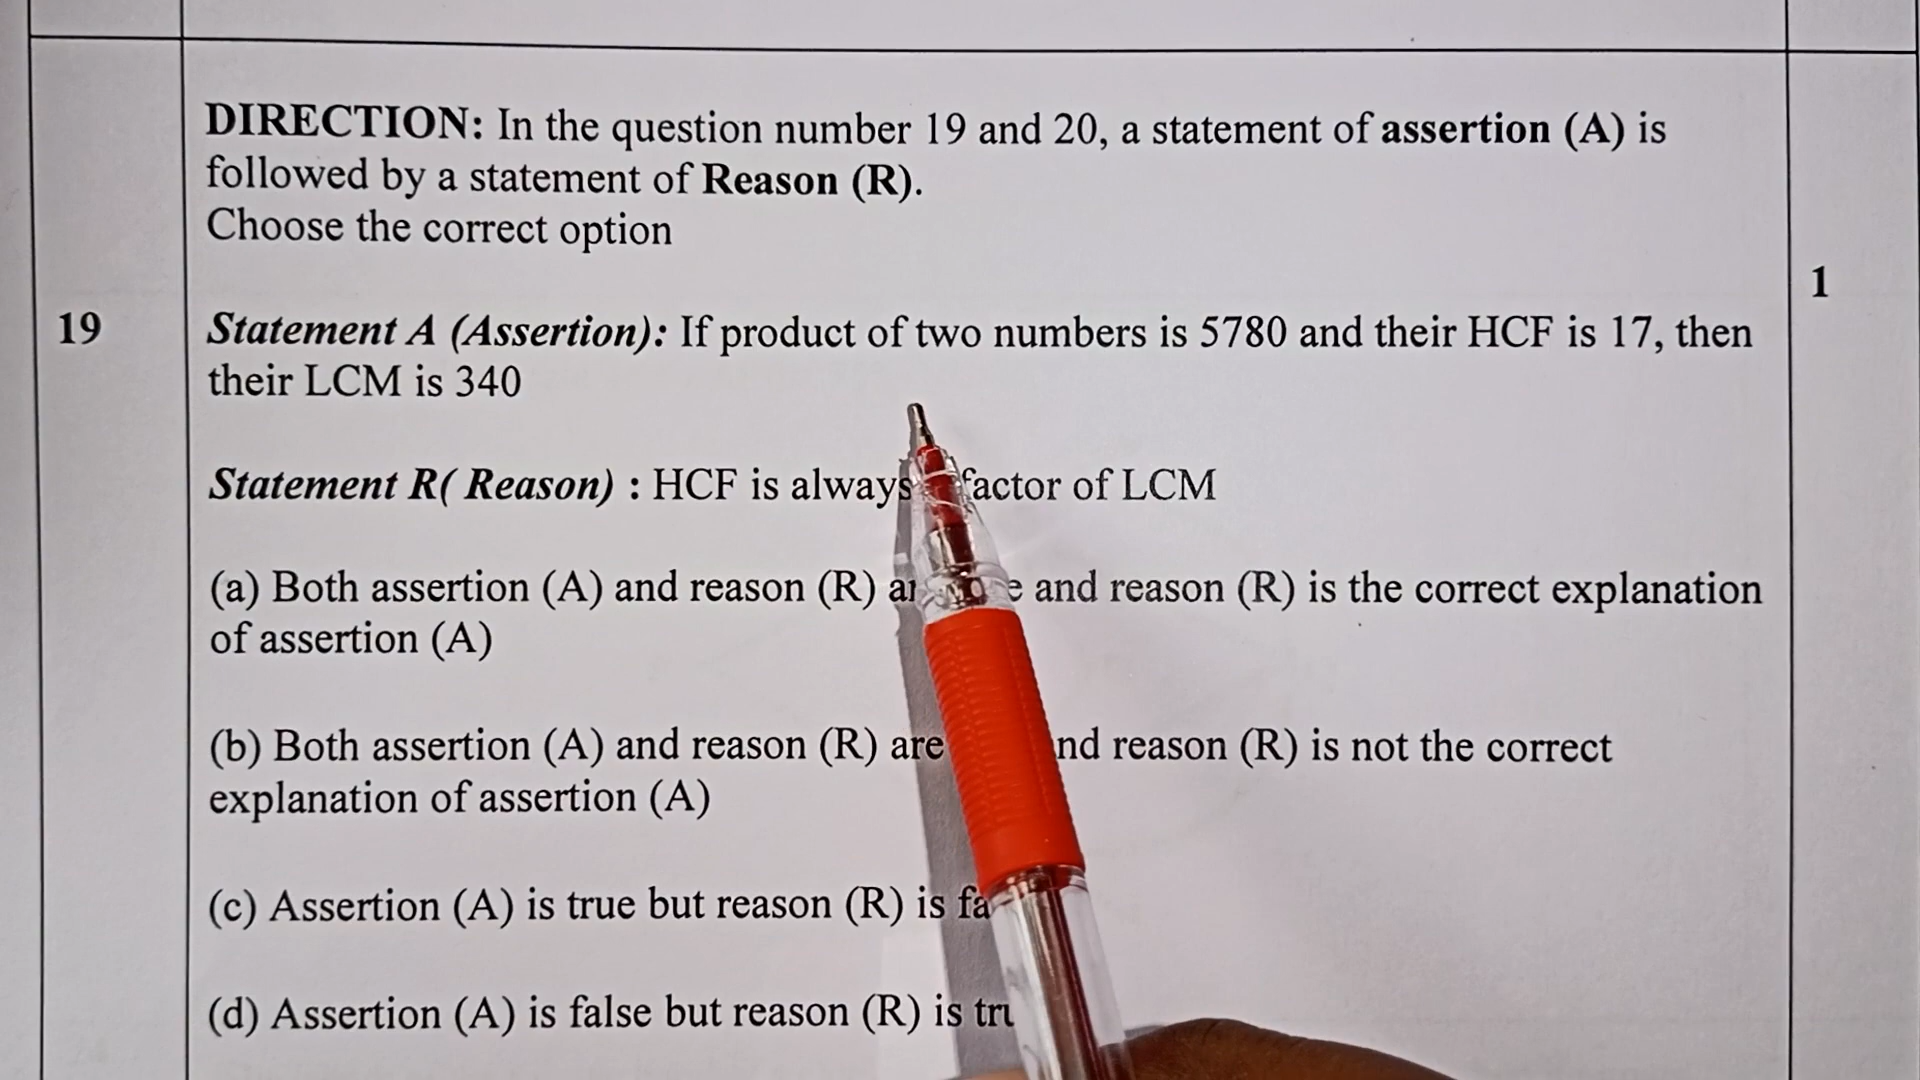 DIRECTION: In the question number 19 and 20, a statement of assertion (A) is
followed by a statement of Reason (R).
Choose the correct option
1
19
Statement A (Assertion): If product of two numbers is 5780 and their HCF is 17, then
their LCM is 340
Statement R( Reason) : HCF is always factor of LCM
(a) Both assertion (A) and reason (R) and reason (R) is the correct explanation
of assertion (A)
(b) Both assertion (A) and reason (R) are reason (R) is not the correct
explanation of assertion (A)
(c) Assertion (A) is true but reason (R) is
(d) Assertion (A) is false but reason (R) is